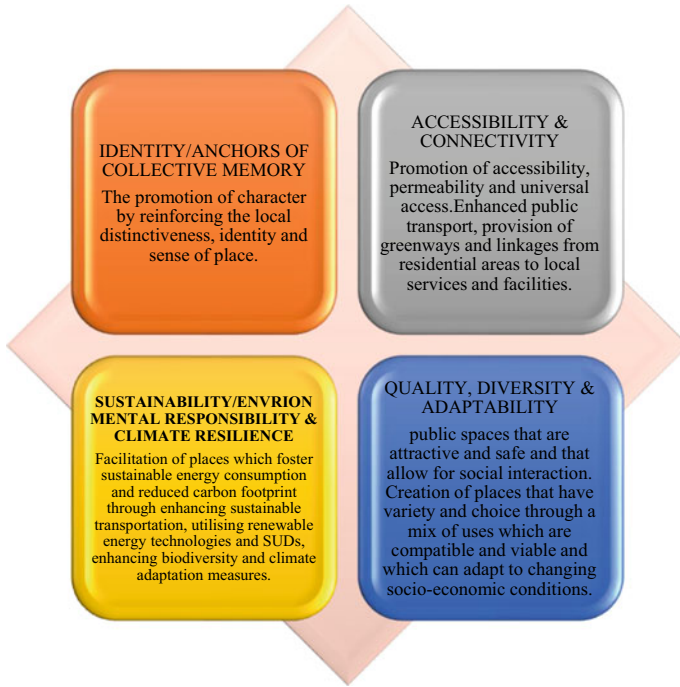 IDENTITY/ANCHORS OF
COLLECTIVE MEMORY
The promotion of character
by reinforcing the local
distinctiveness, identity and
sense of place.
ACCESSIBILITY &
CONNECTIVITY
Promotion of accessibility,
permeability and universal
access.Enhanced public
transport, provision of
greenways and linkages from
residential areas to local
services and facilities.
SUSTAINABILITY/ENVRION
MENTAL RESPONSIBILITY &
CLIMATE RESILIENCE
Facilitation of places which foster
sustainable energy consumption
and reduced carbon footprint
through enhancing sustainable
transportation, utilising renewable
energy technologies and SUDs,
enhancing biodiversity and climate
adaptation measures.
QUALITY, DIVERSITY &
ADAPTABILITY
public spaces that are
attractive and safe and that
allow for social interaction.
Creation of places that have
variety and choice through a
mix of uses which are
compatible and viable and
which can adapt to changing
socio-economic conditions.